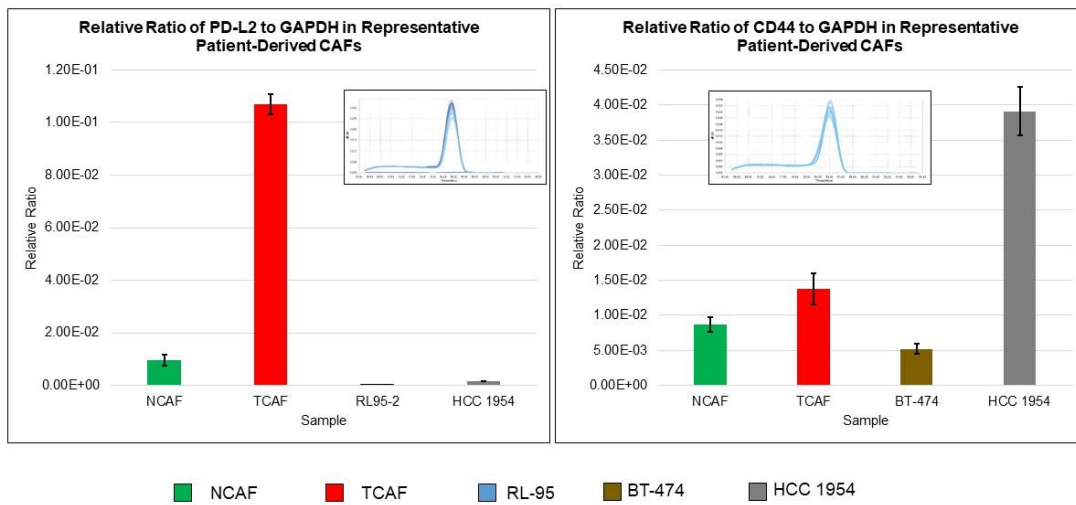 Relative Ratio of PD-L2 to GAPDH in Representative
Patient-Derived CAFs
1.20E-01
1.00E-01
8.00E-02
6.00E-02
4.00E-02
2.00E-02
0.00E+00
Relative Ratio
NCAF
TCAF
RL95-2
HCC 1954
Sample
Relative Ratio of CD44 to GAPDH in Representative
Patient-Derived CAFs
4.50E-02
4.00E-02
3.50E-02
3.00E-02
2.50E-02
2.00E-02
1.50E-02
1.00E-02
5.00E-03
0.00E+00
Relative Ratio
NCAF
TCAF
BT-474
HCC 1954
Sample
NCAF
TCAF
RL-95
BT-474
HCC 1954